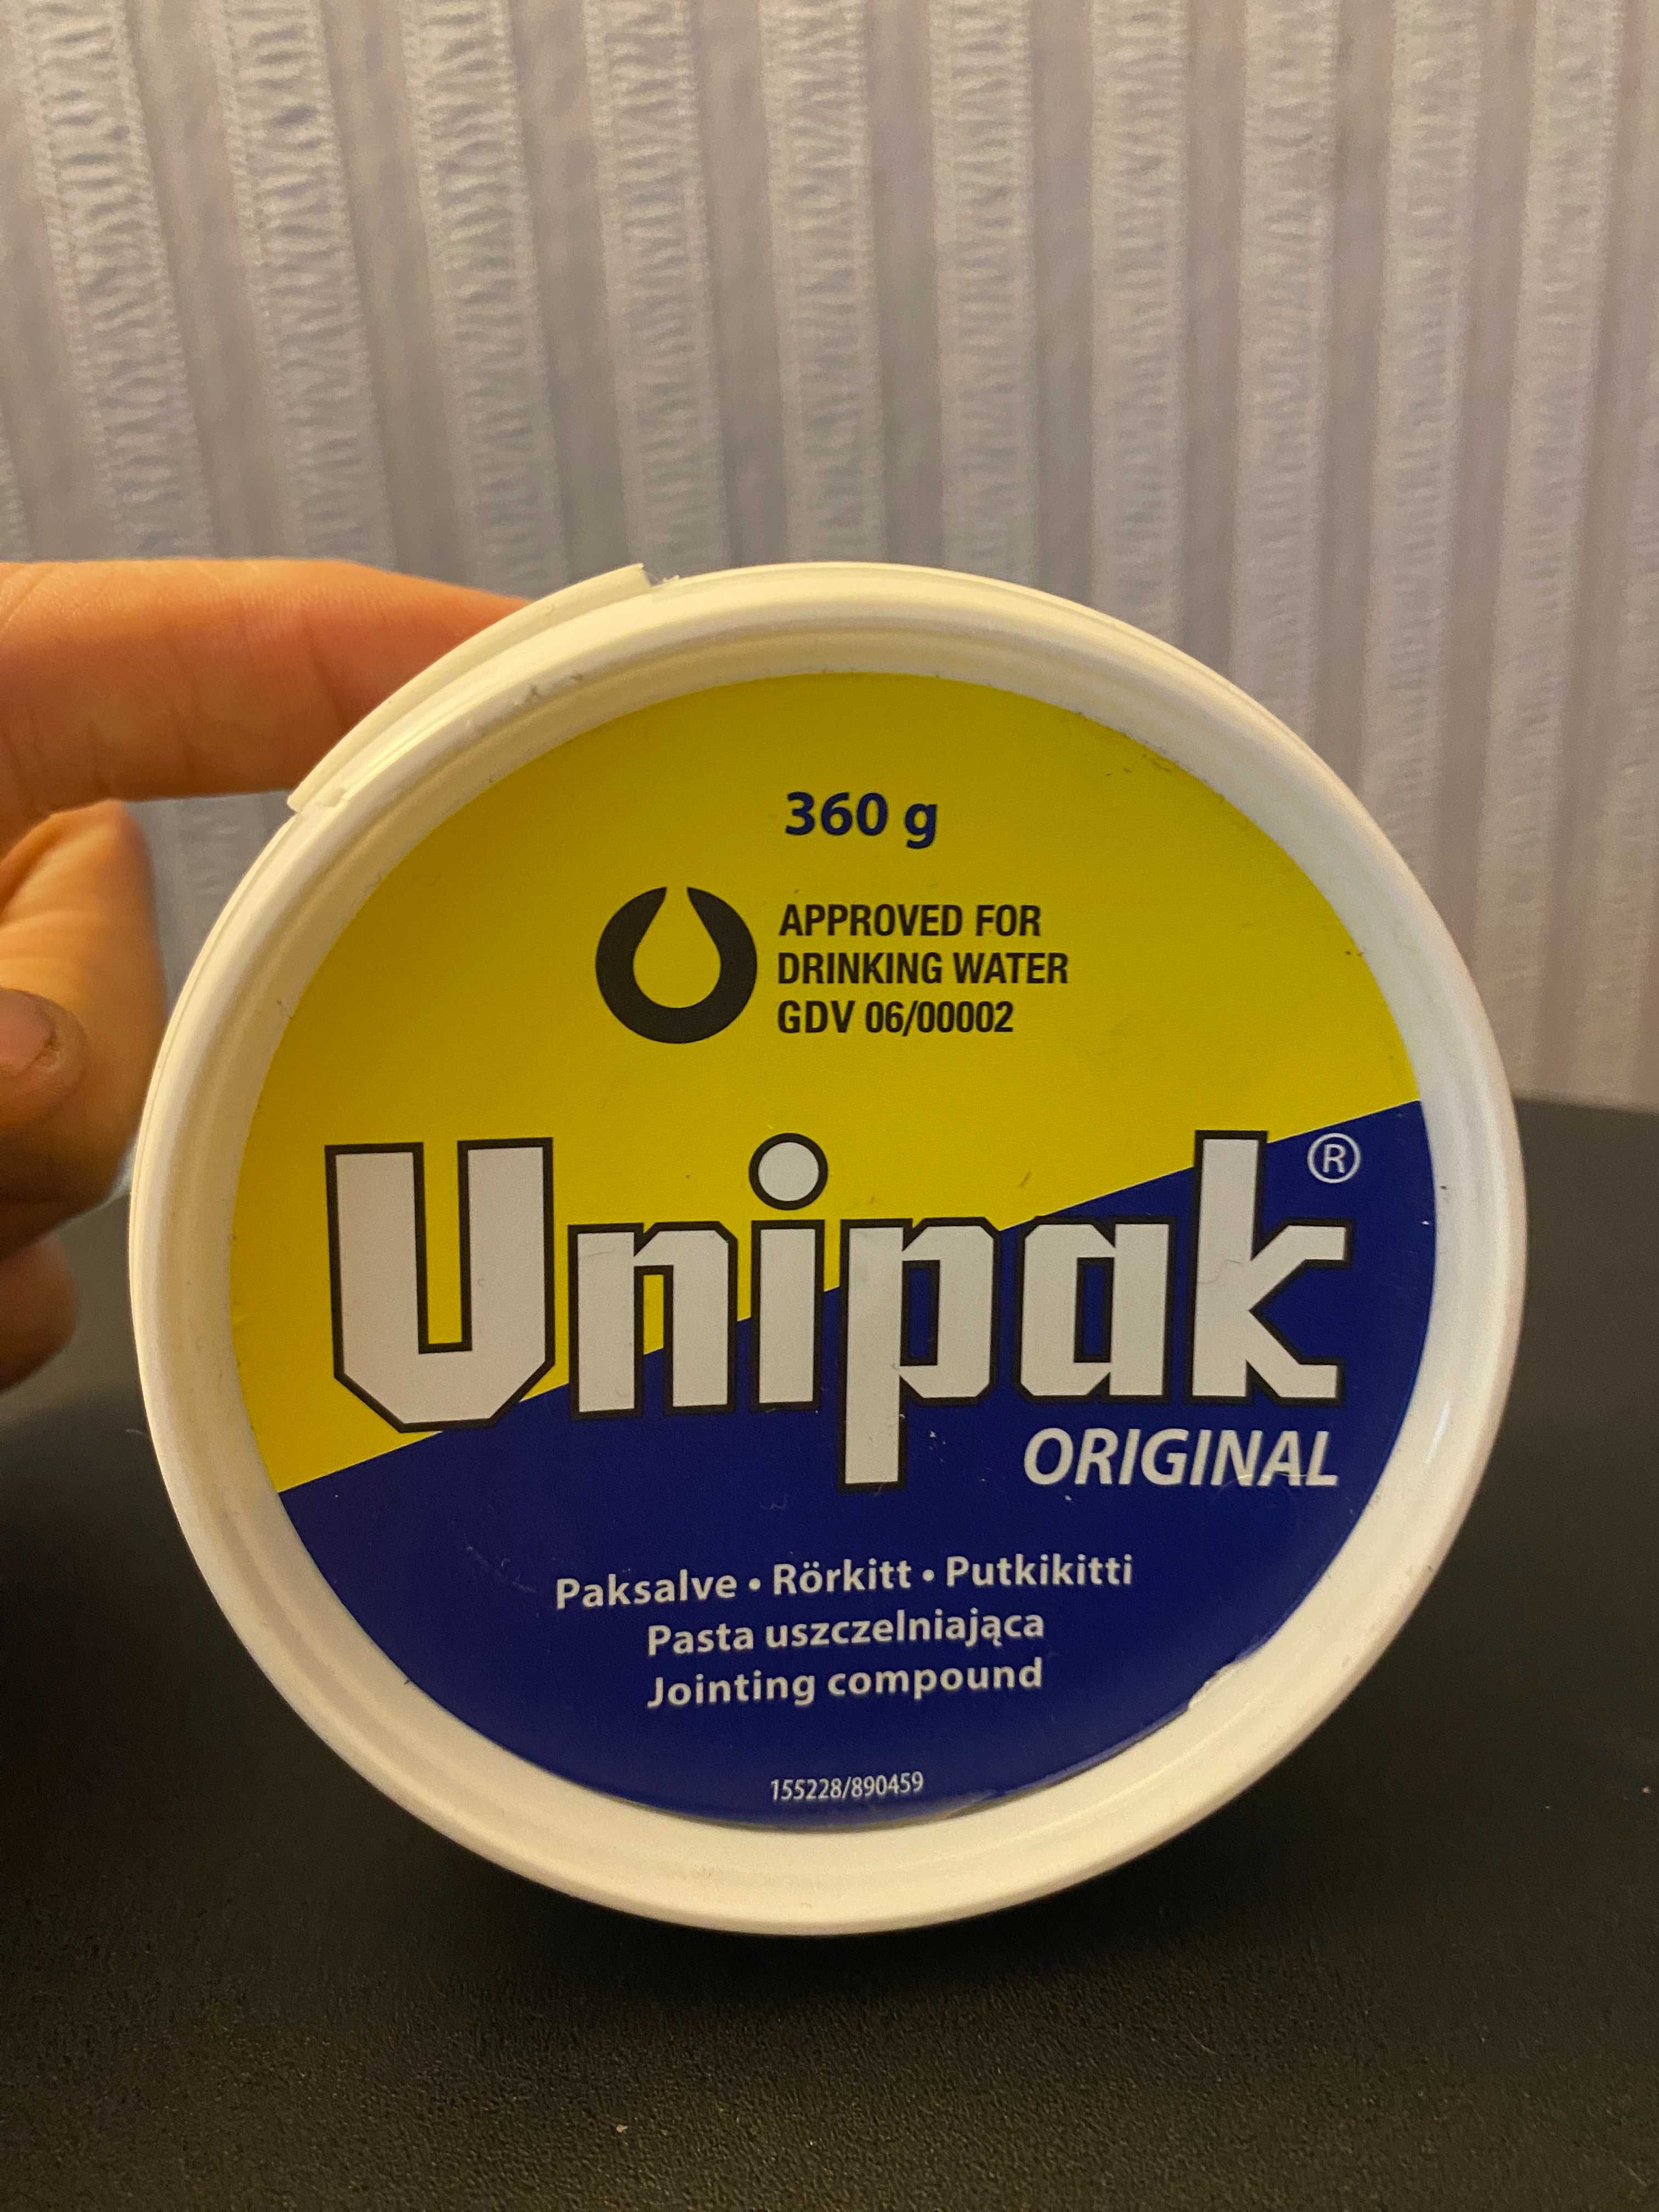 360 g
APPROVED FOR
DRINKING WATER
GDV 06/00002
Unipak®
ORIGINAL
Paksalve • Rörkitt • Putkikitti
Pasta uszczelniająca
Jointing compound
155228/890459